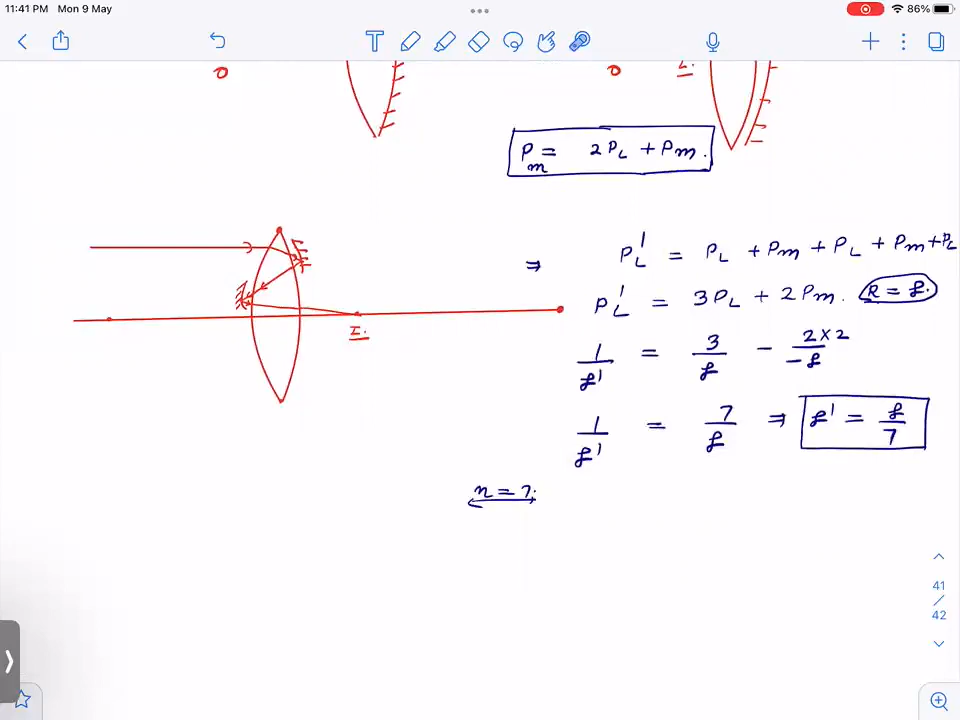 11:41 PM Mon 9 May
86%
O
O
I.
Pm = 2PL + Pm.
⇒ PL' = PL + Pm + PL + Pm + PL
PL' = 3PL + 2Pm. R = f.
1/f' = 3/f - 2×2/-f
1/f' = 7/f ⇒ f' = f/7
I.
n = 7.
41
/
42